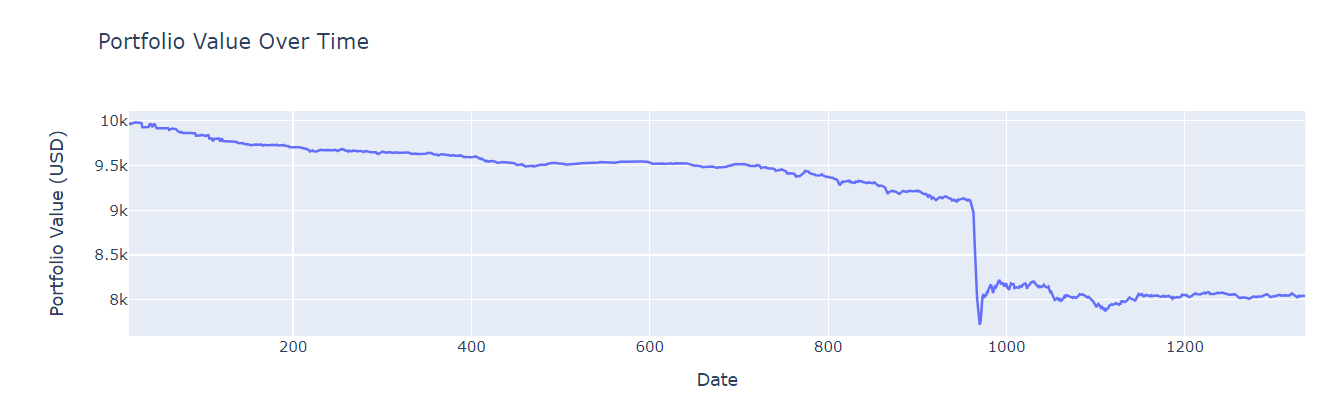 Portfolio Value Over Time
Portfolio Value (USD)
10k
9.5k
9k
8.5k
8k
200 400 600 800 1000 1200
Date